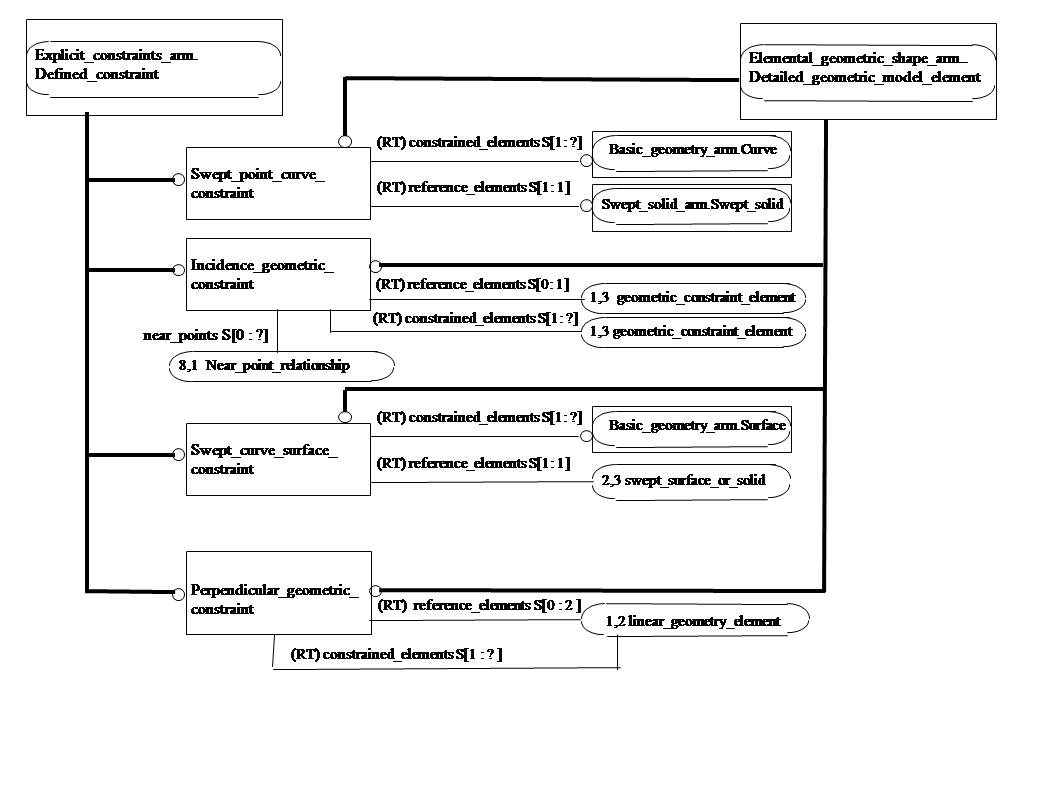 Explicit_constraints_arm.
Defined_constraint
Elemental_geometric_shape_arm.
Detailed_geometric_model_element
(RT) constrained_elements S[1: ?]
Basic_geometry_arm.Curve
Swept_point_curve_
constraint
(RT) reference_elements S[1: 1]
Swept_solid_arm.Swept_solid
Incidence_geometric_
constraint
(RT) reference_elements S[0: 1]
1,3 geometric_constraint_element
(RT) constrained_elements S[1: ?]
1,3 geometric_constraint_element
near_points S[0 : ?]
8,1 Near_point_relationship
(RT) constrained_elements S[1: ?]
Basic_geometry_arm.Surface
Swept_curve_surface_
constraint
(RT) reference_elements S[1: 1]
2,3 swept_surface_or_solid
Perpendicular_geometric_
constraint
(RT) reference_elements S[0 : 2 ]
1,2 linear_geometry_element
(RT) constrained_elements S[1 : ? ]